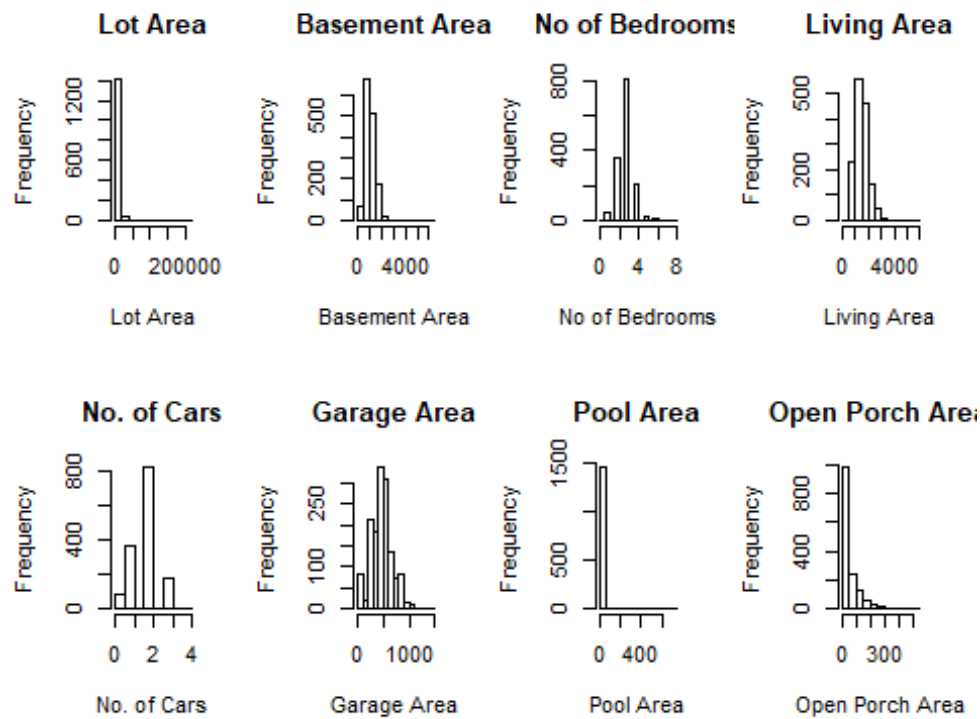 Lot Area
Basement Area
No of Bedrooms
Living Area
Frequency
0 600 1200
0 200000
Lot Area
Frequency
0 200 500
0 4000
Basement Area
Frequency
0 400 800
0 4 8
No of Bedrooms
Frequency
0 200 500
0 4000
Living Area
No. of Cars
Garage Area
Pool Area
Open Porch Area
Frequency
0 400 800
0 2 4
No. of Cars
Frequency
0 100 250
0 1000
Garage Area
Frequency
0 500 1500
0 400
Pool Area
Frequency
0 400 800
0 300
Open Porch Area